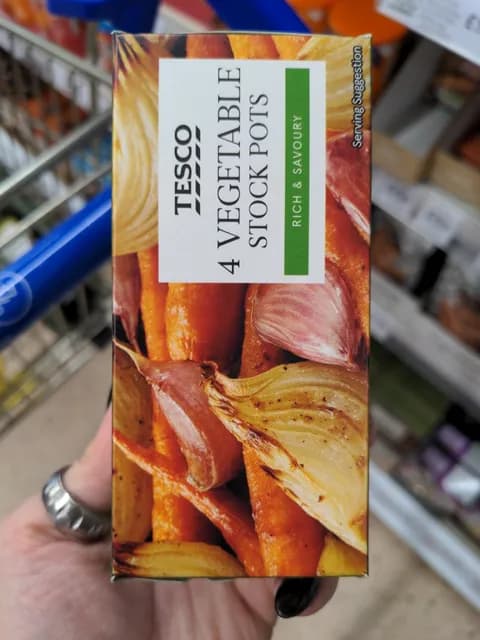 TESCO
4 VEGETABLE
STOCK POTS
RICH & SAVOURY
Serving Suggestion